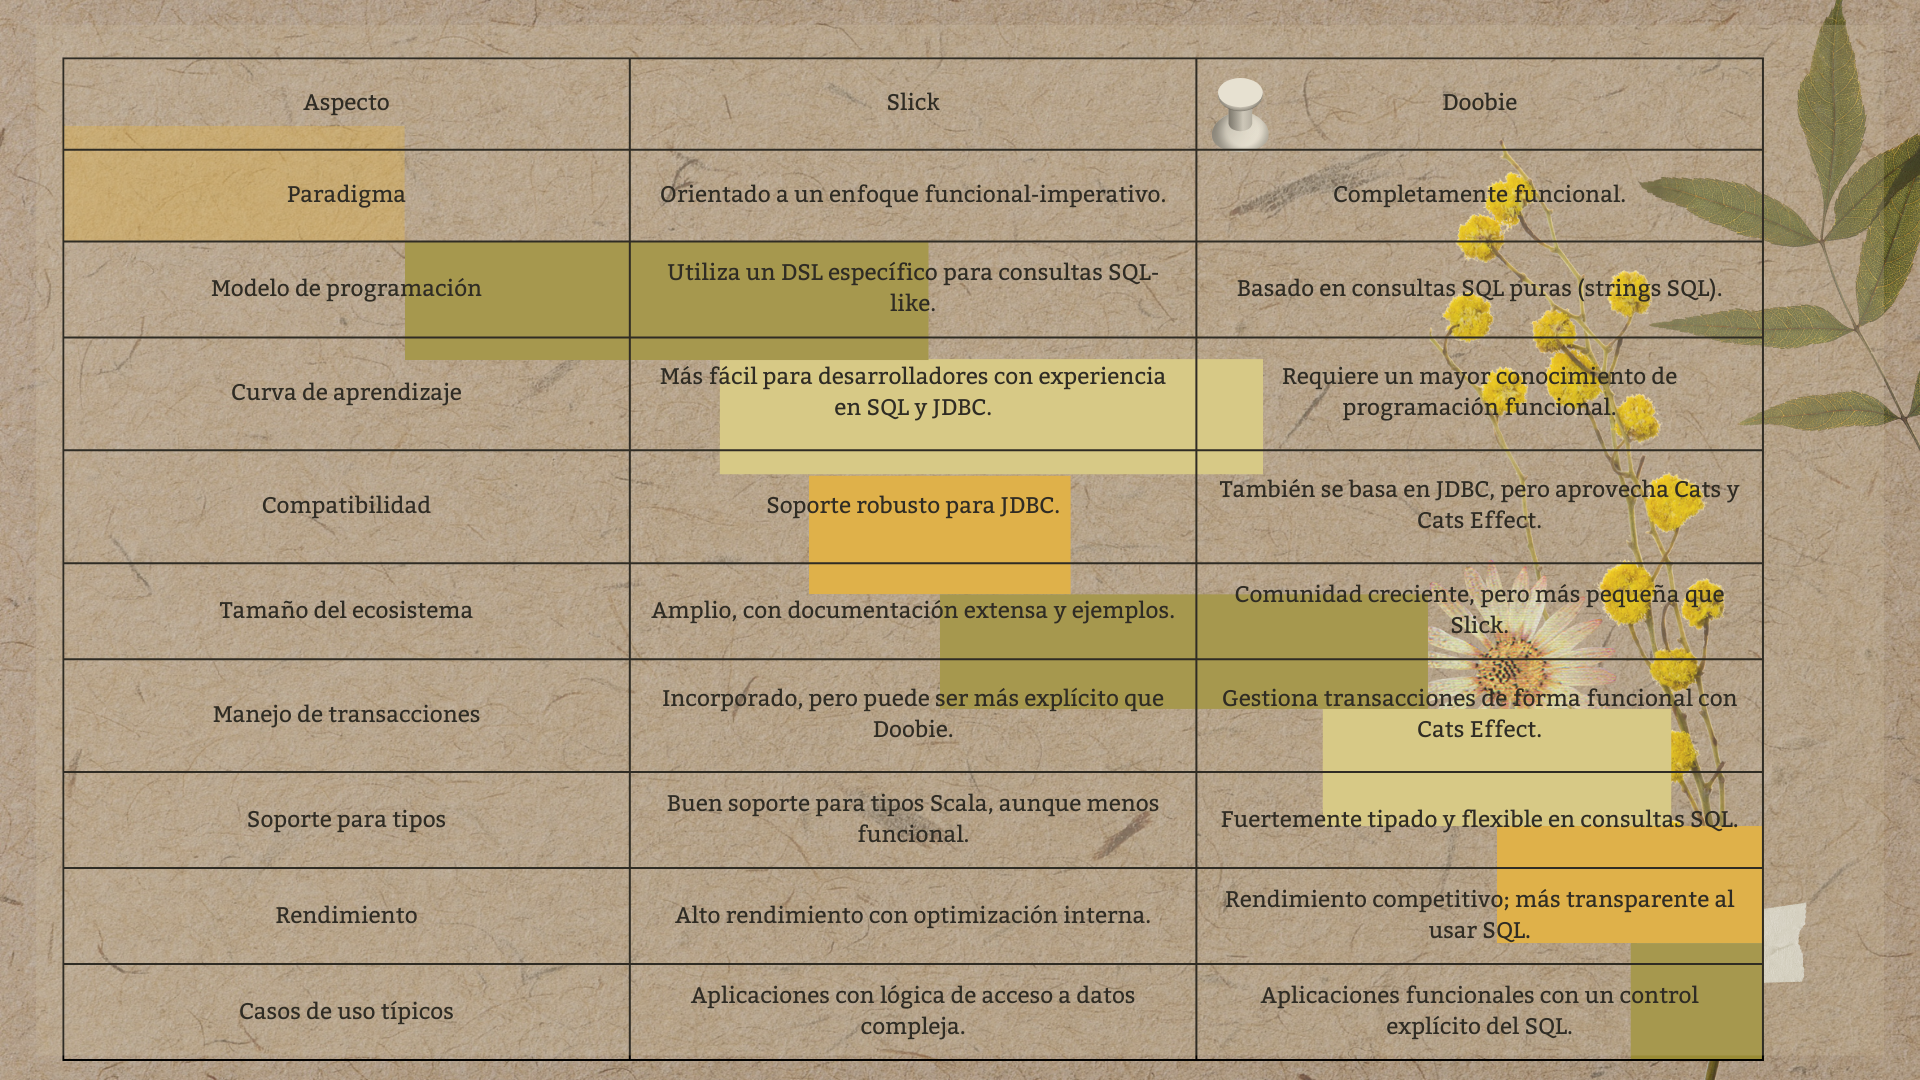 Aspecto
Slick
Doobie
Paradigma
Orientado a un enfoque funcional-imperativo.
Completamente funcional.
Modelo de programación
Utiliza un DSL específico para consultas SQL-
like.
Basado en consultas SQL puras (strings SQL).
Curva de aprendizaje
Más fácil para desarrolladores con experiencia
en SQL y JDBC.
Requiere un mayor conocimiento de
programación funcional.
Compatibilidad
Soporte robusto para JDBC.
También se basa en JDBC, pero aprovecha Cats y
Cats Effect.
Tamaño del ecosistema
Amplio, con documentación extensa y ejemplos.
Comunidad creciente, pero más pequeña que
Slick.
Manejo de transacciones
Incorporado, pero puede ser más explícito que
Doobie.
Gestiona transacciones de forma funcional con
Cats Effect.
Soporte para tipos
Buen soporte para tipos Scala, aunque menos
funcional.
Fuertemente tipado y flexible en consultas SQL.
Rendimiento
Alto rendimiento con optimización interna.
Rendimiento competitivo; más transparente al
usar SQL.
Casos de uso típicos
Aplicaciones con lógica de acceso a datos
compleja.
Aplicaciones funcionales con un control
explícito del SQL.